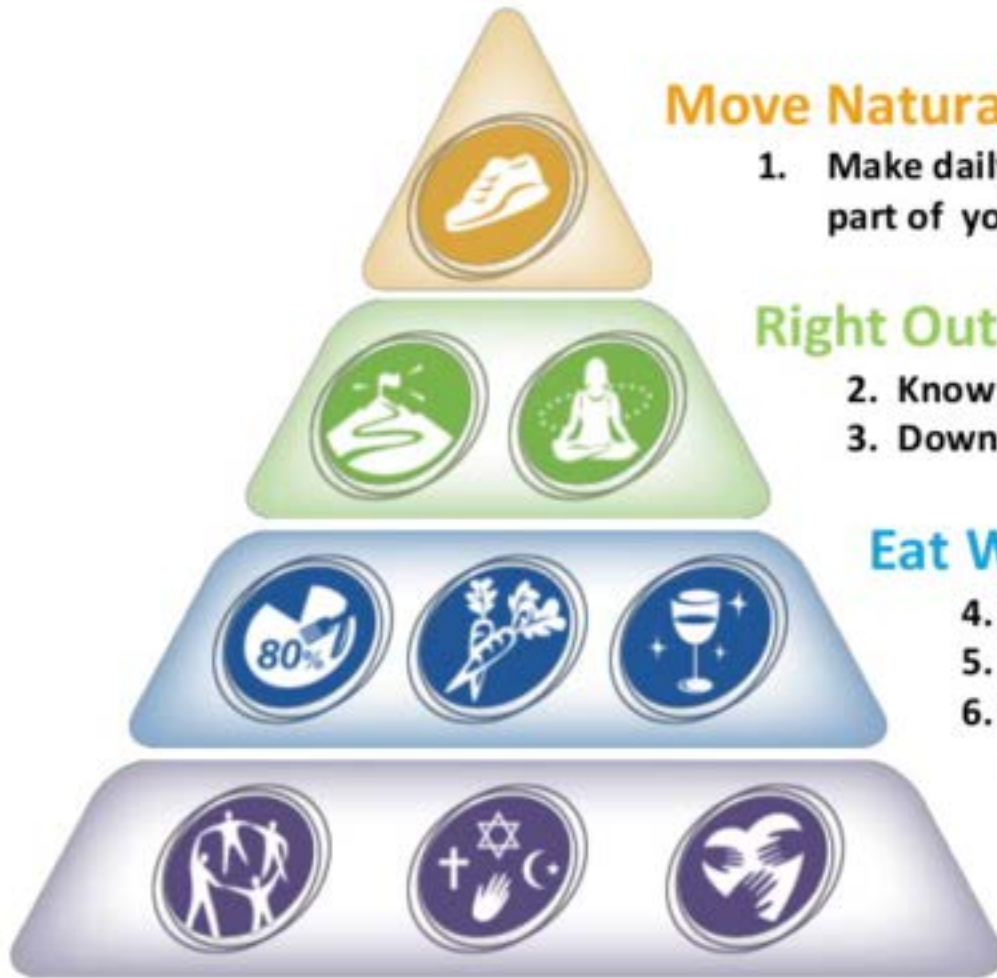 Move Natura
1. Make dail
part of yo
Right Out
2. Know
3. Down
Eat W
4.
5.
6.
80%